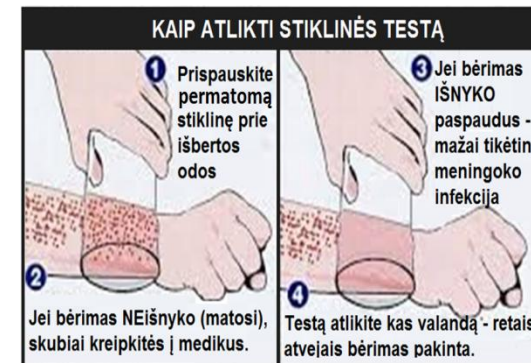 KAIP ATLIKTI STIKLINĖS TESTĄ
1
Prispauskite
permatomą
stiklinę prie
išbertos
odos
2
Jei bėrimas NEišnyko (matosi),
skubiai kreipkitės į medikus.
3
Jei bėrimas
IŠNYKO
paspaudus -
mažai tikėtin
meningoko
infekcija
4
Testą atlikite kas valandą - retais
atvejais bėrimas pakinta.